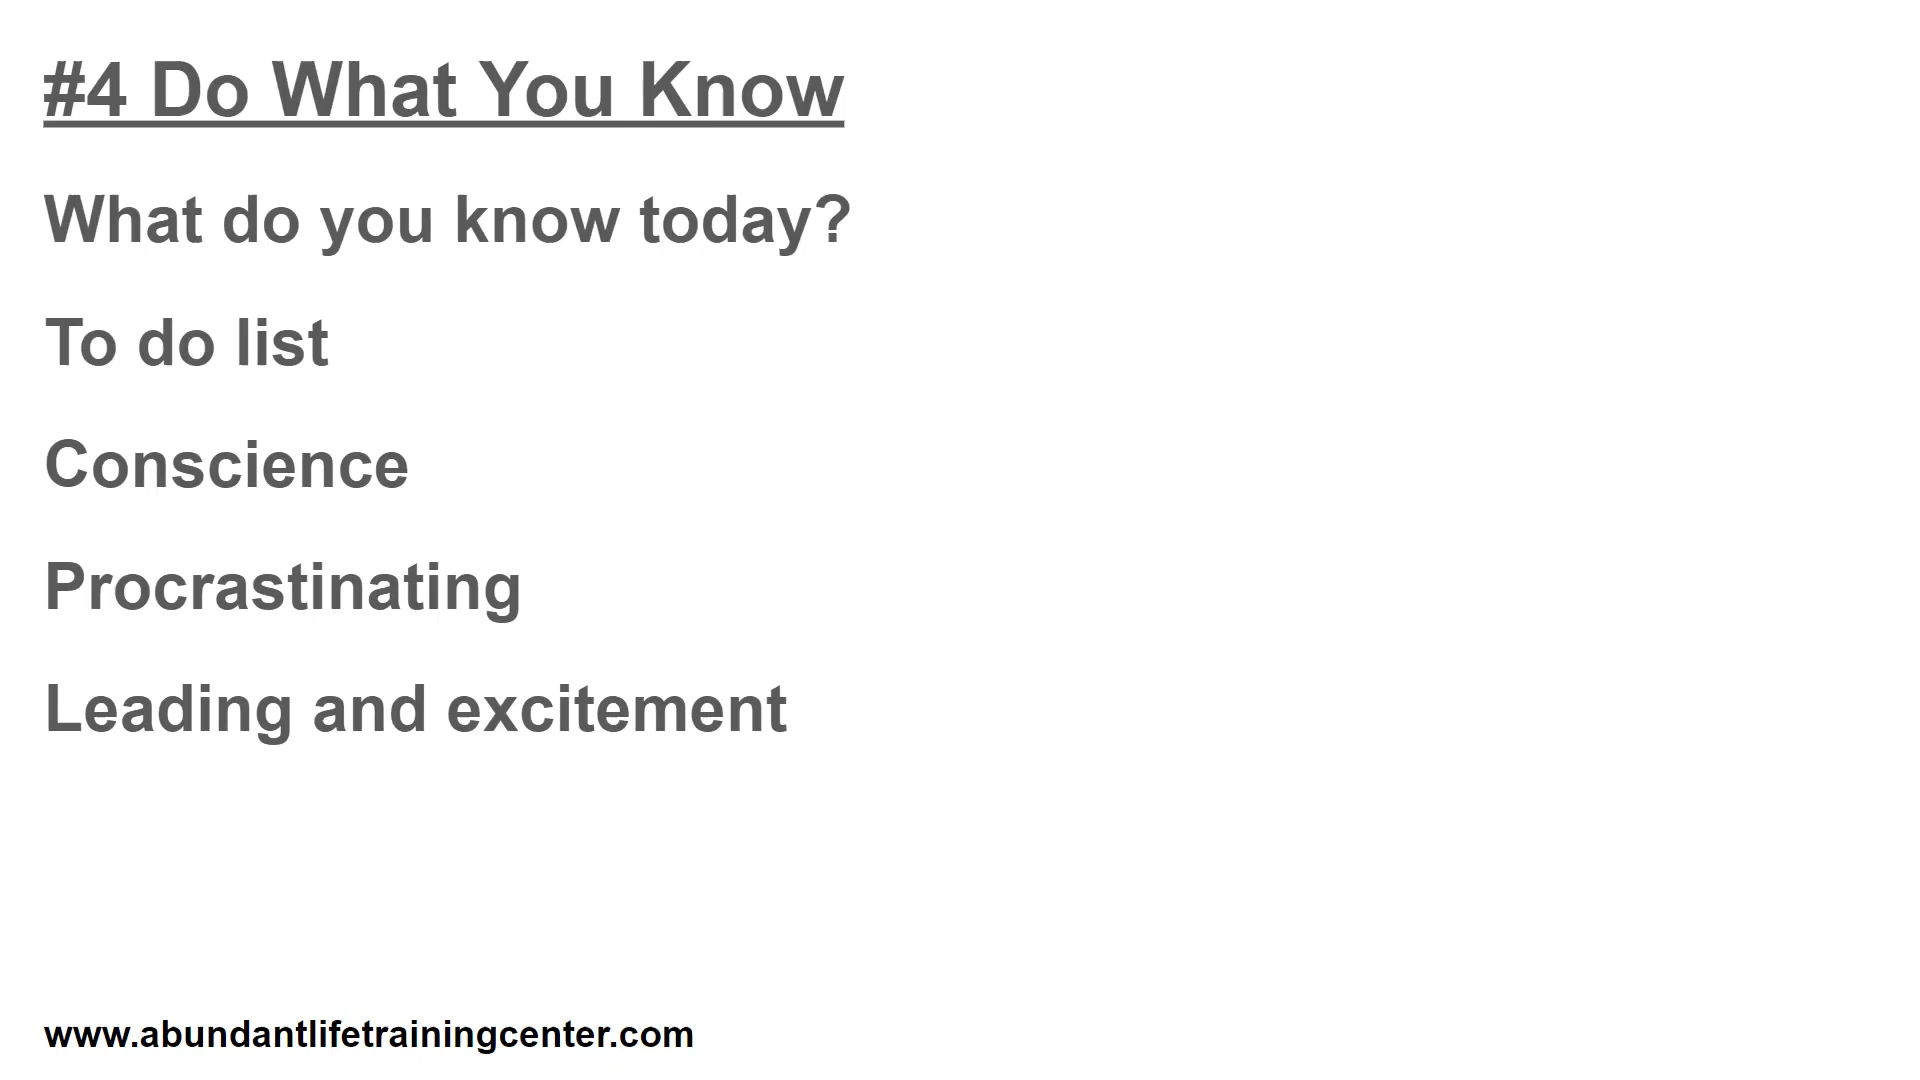 #4 Do What You Know
What do you know today?
To do list
Conscience
Procrastinating
Leading and excitement
www.abundantlifetrainingcenter.com